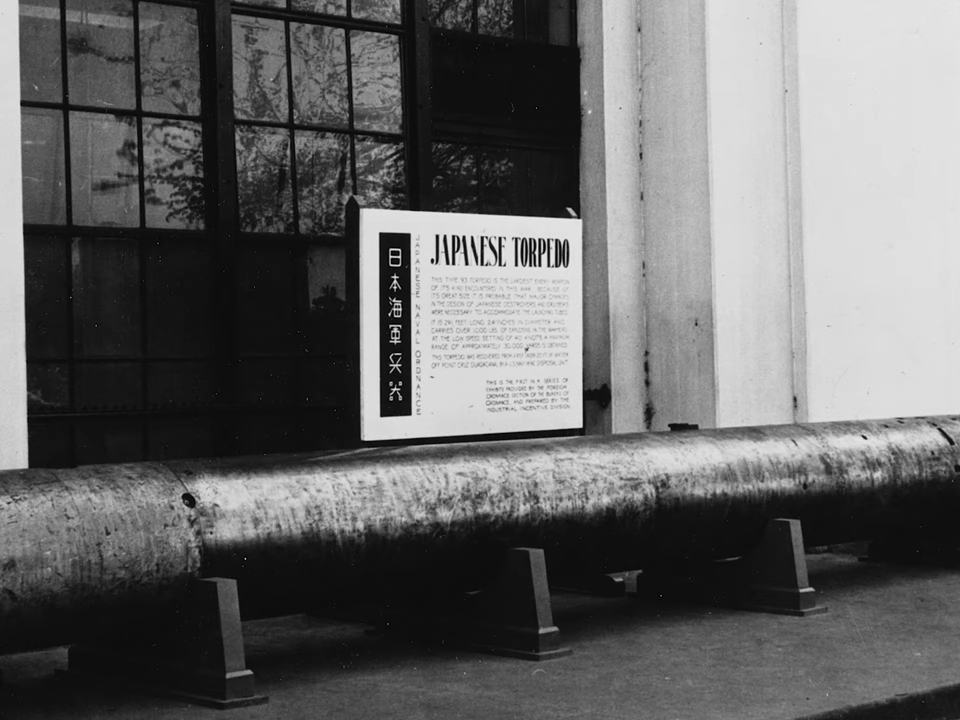 日本海軍兵器
JAPANESE NAVAL ORDNANCE
JAPANESE TORPEDO
THIS TYPE 93 TORPEDO IS THE LARGEST ENEMY WEAPON
OF ITS KIND ENCOUNTERED IN THIS WAR. BECAUSE OF
ITS GREAT SIZE IT IS PROBABLE THAT MAJOR CHANGES
IN THE DESIGN OF JAPANESE DESTROYERS AND CRUISERS
WERE NECESSARY TO ACCOMMODATE THE LAUNCHING TUBES.
IT IS 29½ FEET LONG, 24 INCHES IN DIAMETER AND
CARRIES OVER 1000 LBS. OF EXPLOSIVE IN THE WARHEAD.
AT THE LOW SPEED SETTING OF 40 KNOTS A MAXIMUM
RANGE OF APPROXIMATELY 30,000 YARDS IS OBTAINED.
THIS TORPEDO WAS RECOVERED FROM OF WATER
OFF POINT CRUZ GUADALCANAL BY A U.S. NAVY MINE DISPOSAL UNIT.
THIS IS THE FIRST IN A SERIES OF
EXHIBITS PROVIDED BY THE FOREIGN
ORDNANCE SECTION OF THE BUREAU OF
ORDNANCE, AND PREPARED BY THE
INDUSTRIAL INCENTIVE DIVISION